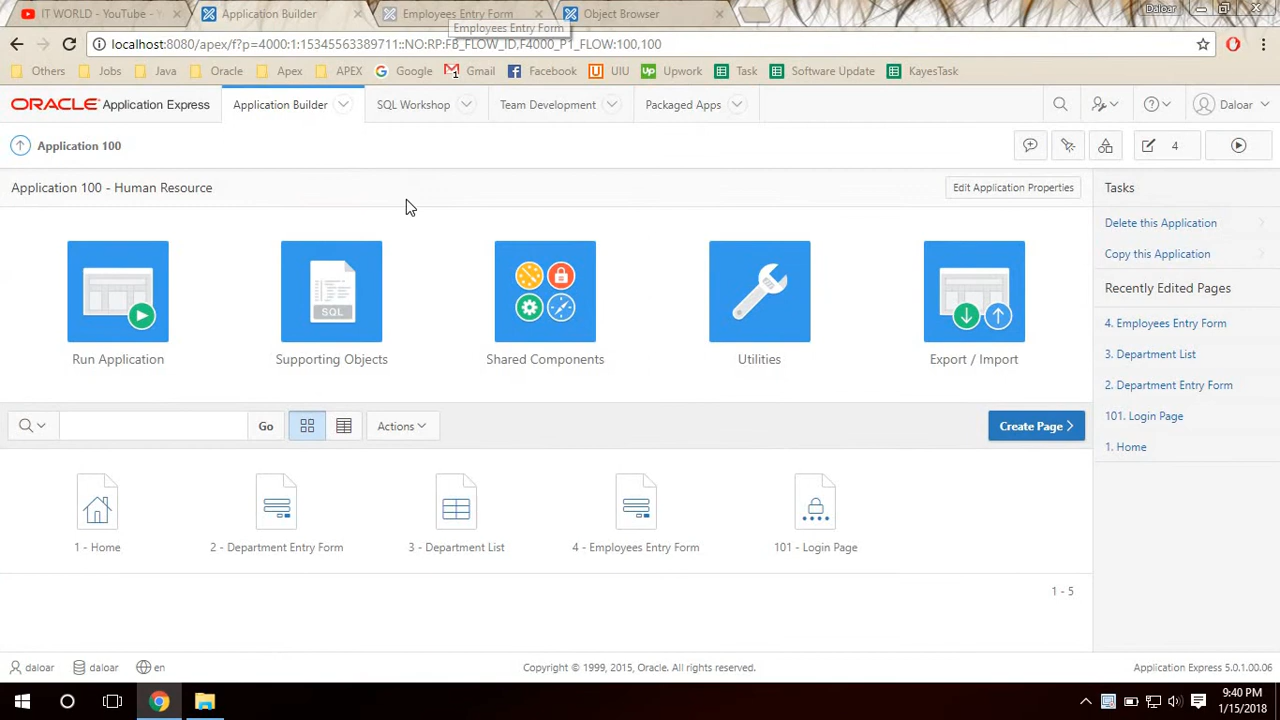 IT WORLD - YouTube - Application Builder Employees Entry Form Object Browser Daloar
Employees Entry Form
localhost:8080/apex/f?p=4000:1:15345563389711::NO:RP:FB_FLOW_ID,F4000_P1_FLOW:100,100
Others Jobs Java Oracle Apex APEX Google 1 Gmail Facebook U UIU Up Upwork Task Software Update KayesTask
ORACLE Application Express Application Builder SQL Workshop Team Development Packaged Apps Daloar
Application 100 4
Application 100 - Human Resource Edit Application Properties
Tasks
Delete this Application
Copy this Application
Recently Edited Pages
4. Employees Entry Form
3. Department List
2. Department Entry Form
101. Login Page
1. Home
SQL
Run Application Supporting Objects Shared Components Utilities Export / Import
Go Actions Create Page
1 - Home 2 - Department Entry Form 3 - Department List 4 - Employees Entry Form 101 - Login Page
1 - 5
daloar daloar en Copyright © 1999, 2015, Oracle. All rights reserved. Application Express 5.0.1.00.06
9:40 PM
1/15/2018